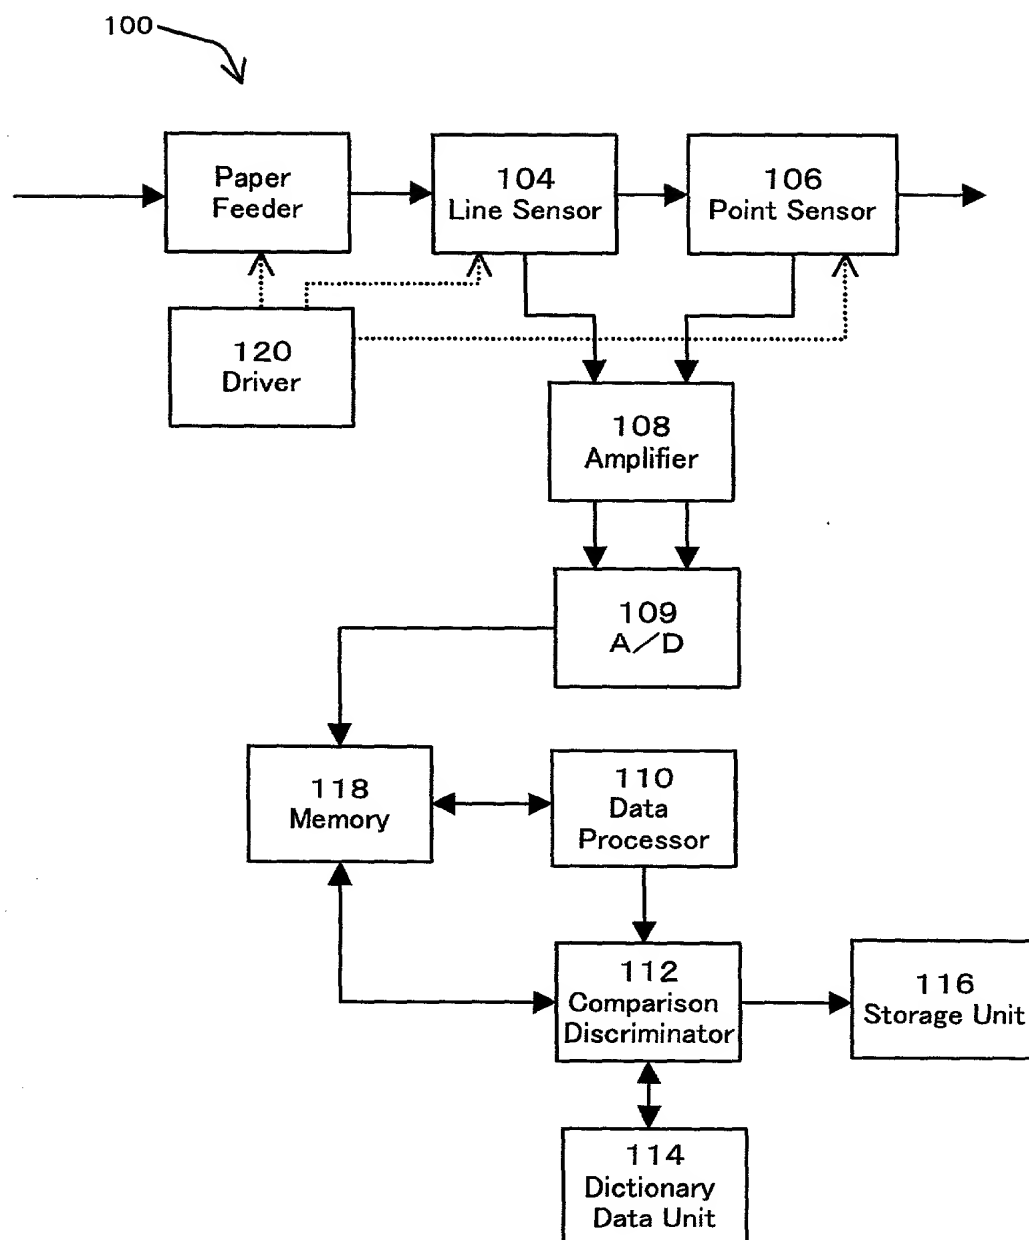 100
Paper
Feeder
104
Line Sensor
106
Point Sensor
120
Driver
108
Amplifier
109
A/D
118
Memory
110
Data
Processor
112
Comparison
Discriminator
116
Storage Unit
114
Dictionary
Data Unit